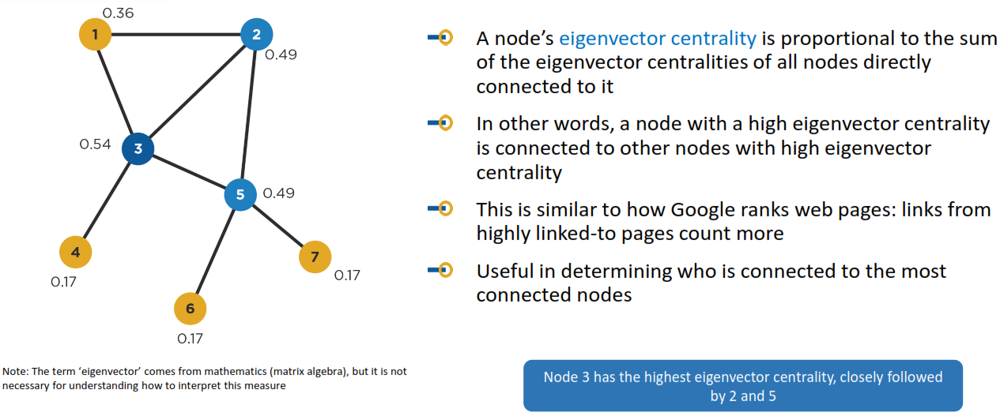 0.36
1
2
0.49
0.54
3
5
0.49
4
0.17
7
0.17
6
0.17
Note: The term ‘eigenvector’ comes from mathematics (matrix algebra), but it is not
necessary for understanding how to interpret this measure
A node’s eigenvector centrality is proportional to the sum
of the eigenvector centralities of all nodes directly
connected to it
In other words, a node with a high eigenvector centrality
is connected to other nodes with high eigenvector
centrality
This is similar to how Google ranks web pages: links from
highly linked-to pages count more
Useful in determining who is connected to the most
connected nodes
Node 3 has the highest eigenvector centrality, closely followed
by 2 and 5